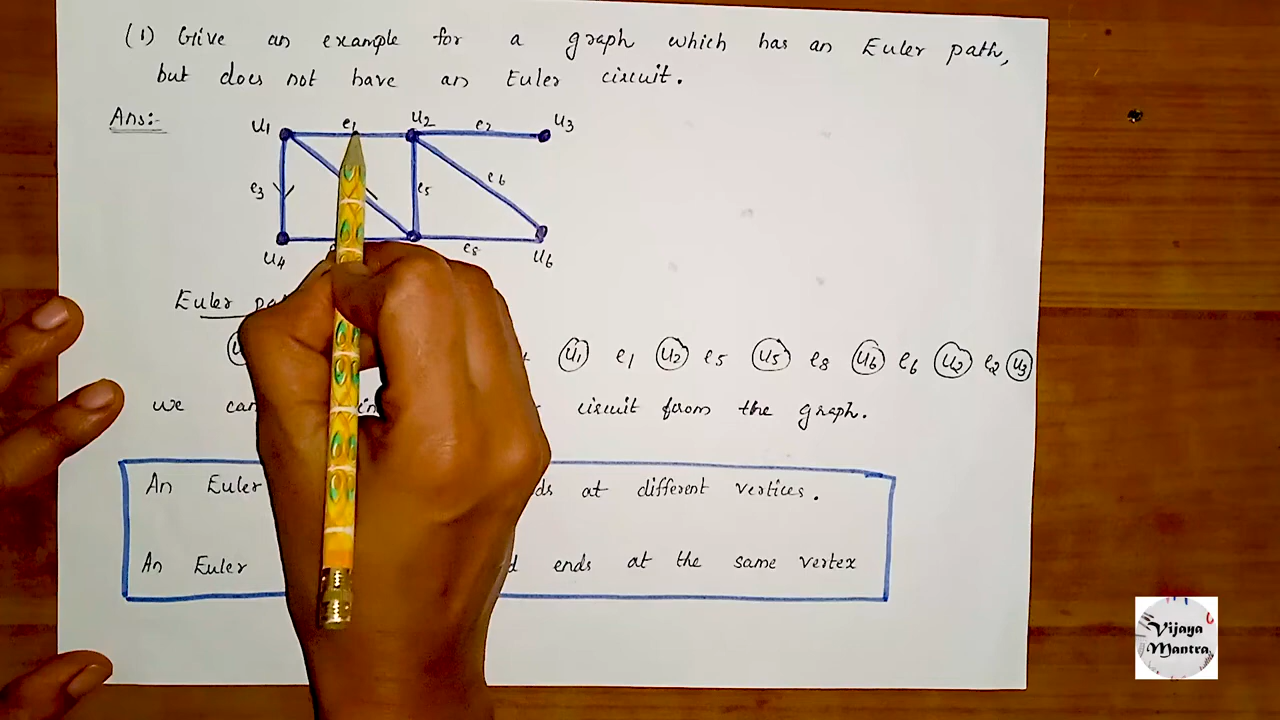 (1) Give an example for a graph which has an Euler path,
but does not have an Euler circuit.
Ans:-
u1 e1 u2 e2 u3
e3 e5 e6
u4 e8 u6
Euler
u1 e1 u2 e5 u5 e8 u6 e6 u2 e2 u3
we circuit from the graph.
An Euler at different vertices.
An Euler ends at the same vertex
Vijaya
Mantra